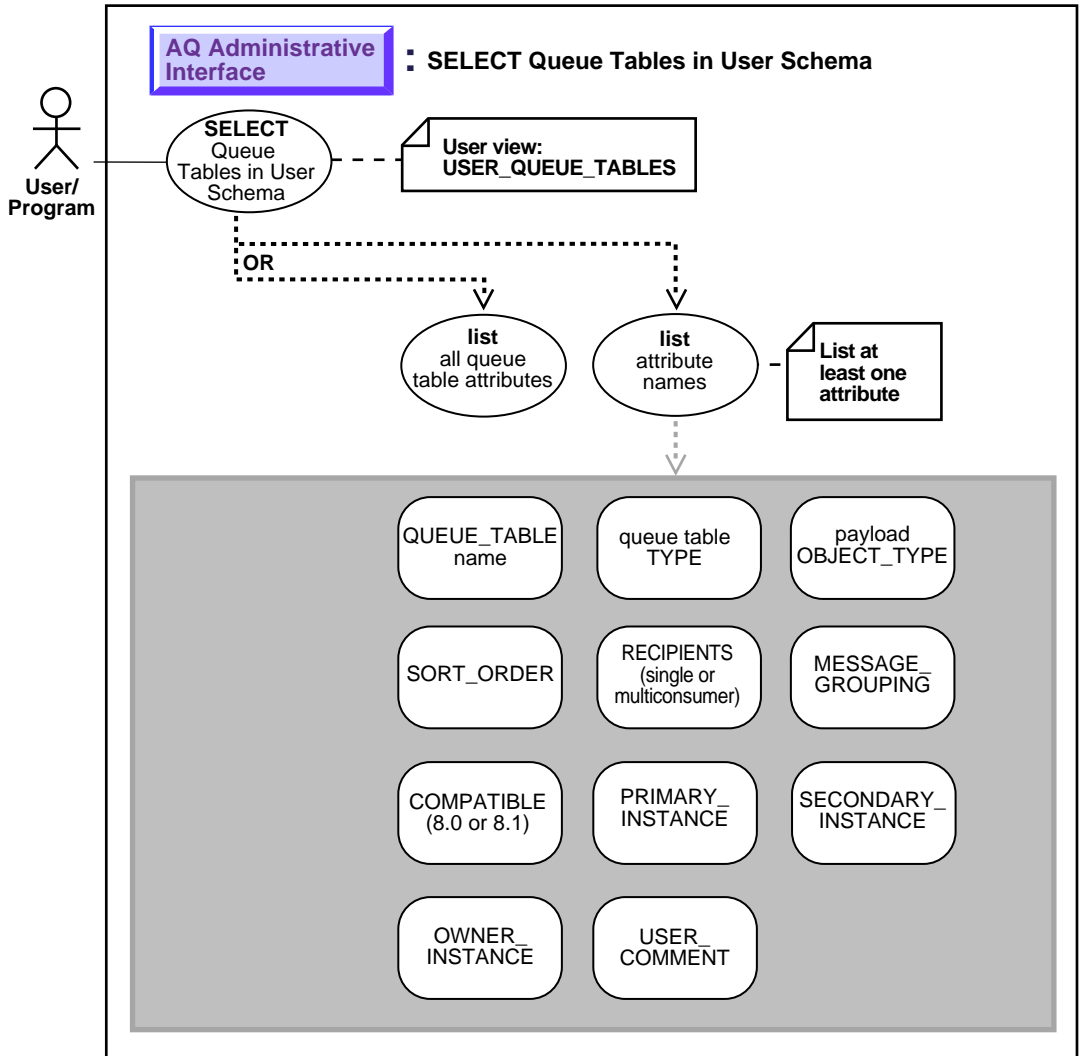 AQ Administrative
Interface
: SELECT Queue Tables in User Schema
User/
Program
SELECT
Queue
Tables in User
Schema
User view:
USER_QUEUE_TABLES
OR
list
all queue
table attributes
list
attribute
names
List at
least one
attribute
QUEUE_TABLE
name
queue table
TYPE
payload
OBJECT_TYPE
SORT_ORDER
RECIPIENTS
(single or
multiconsumer)
MESSAGE_
GROUPING
COMPATIBLE
(8.0 or 8.1)
PRIMARY_
INSTANCE
SECONDARY_
INSTANCE
OWNER_
INSTANCE
USER_
COMMENT